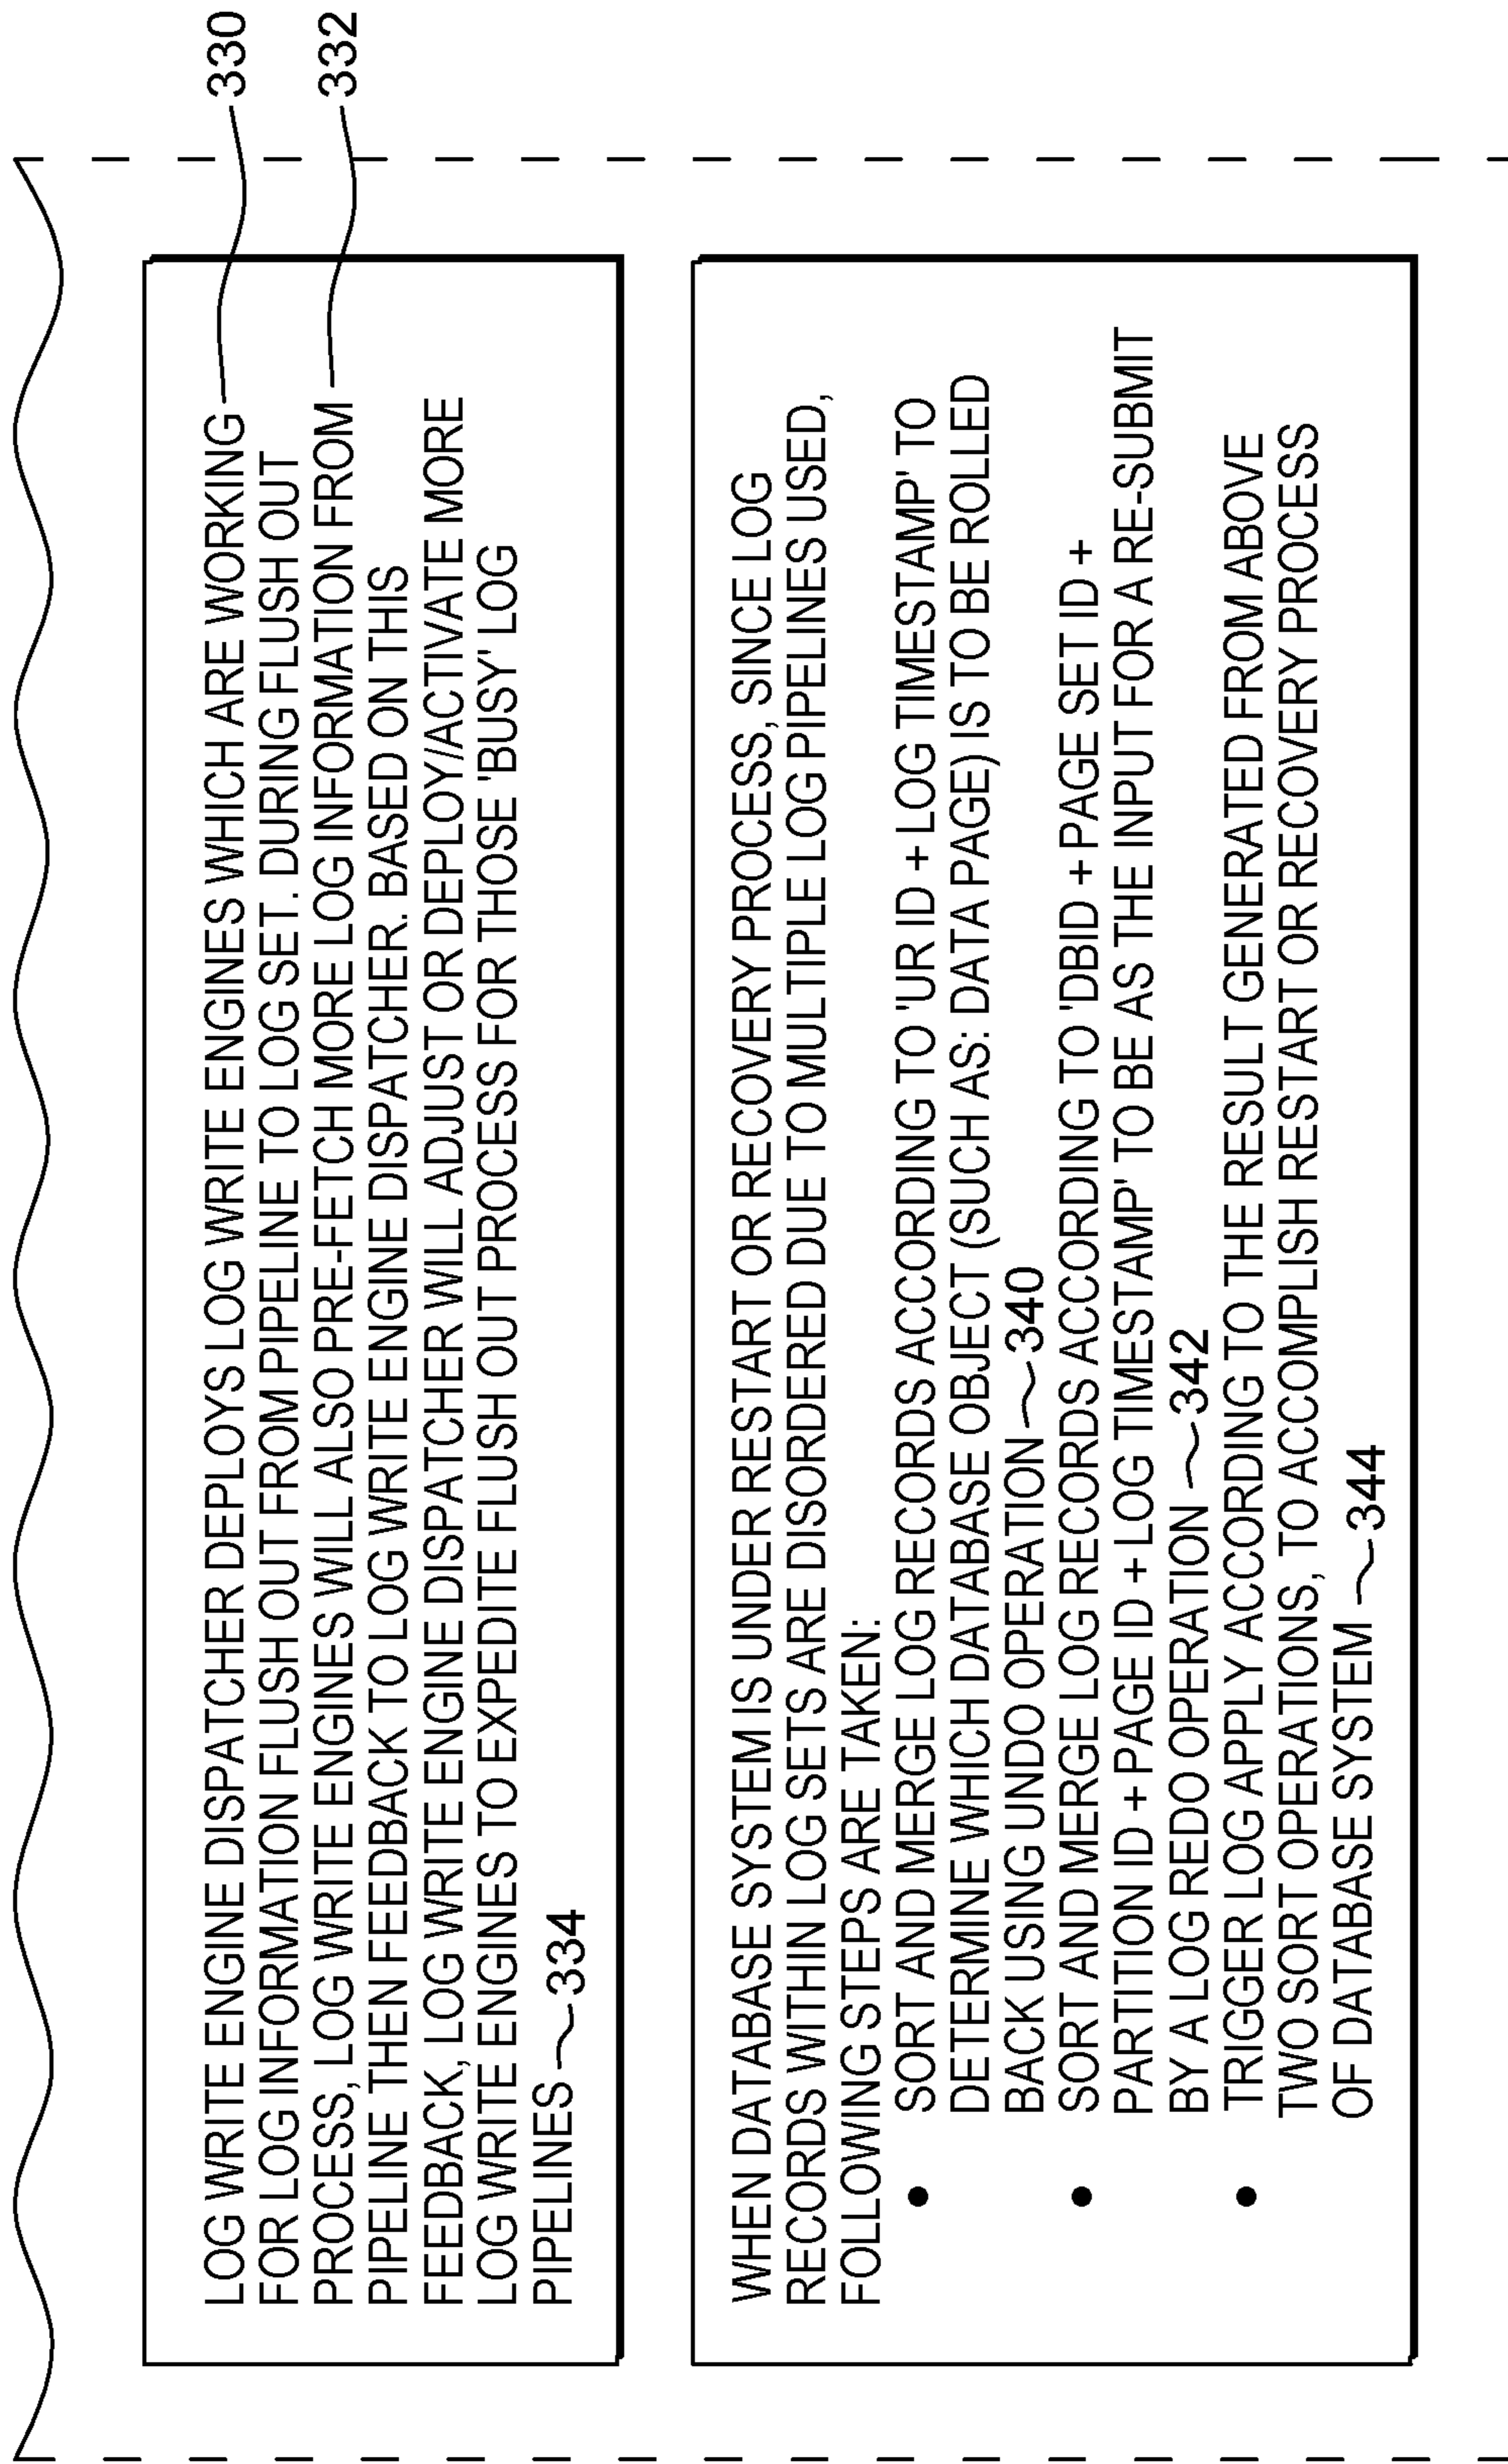 LOG WRITE ENGINE DISPATCHER DEPLOYS LOG WRITE ENGINES WHICH ARE WORKING 330
FOR LOG INFORMATION FLUSH OUT FROM PIPELINE TO LOG SET. DURING FLUSH OUT
PROCESS, LOG WRITE ENGINES WILL ALSO PRE-FETCH MORE LOG INFORMATION FROM 332
PIPELINE THEN FEEDBACK TO LOG WRITE ENGINE DISPATCHER. BASED ON THIS
FEEDBACK, LOG WRITE ENGINE DISPATCHER WILL ADJUST OR DEPLOY/ACTIVATE MORE
LOG WRITE ENGINES TO EXPEDITE FLUSH OUT PROCESS FOR THOSE 'BUSY' LOG
PIPELINES 334
WHEN DATABASE SYSTEM IS UNDER RESTART OR RECOVERY PROCESS, SINCE LOG
RECORDS WITHIN LOG SETS ARE DISORDERED DUE TO MULTIPLE LOG PIPELINES USED,
FOLLOWING STEPS ARE TAKEN:
• SORT AND MERGE LOG RECORDS ACCORDING TO 'UR ID + LOG TIMESTAMP' TO
DETERMINE WHICH DATABASE OBJECT (SUCH AS: DATA PAGE) IS TO BE ROLLED
BACK USING UNDO OPERATION 340
• SORT AND MERGE LOG RECORDS ACCORDING TO 'DBID + PAGE SET ID +
PARTITION ID + PAGE ID + LOG TIMESTAMP' TO BE AS THE INPUT FOR A RE-SUBMIT
BY A LOG REDO OPERATION 342
• TRIGGER LOG APPLY ACCORDING TO THE RESULT GENERATED FROM ABOVE
TWO SORT OPERATIONS, TO ACCOMPLISH RESTART OR RECOVERY PROCESS
OF DATABASE SYSTEM 344